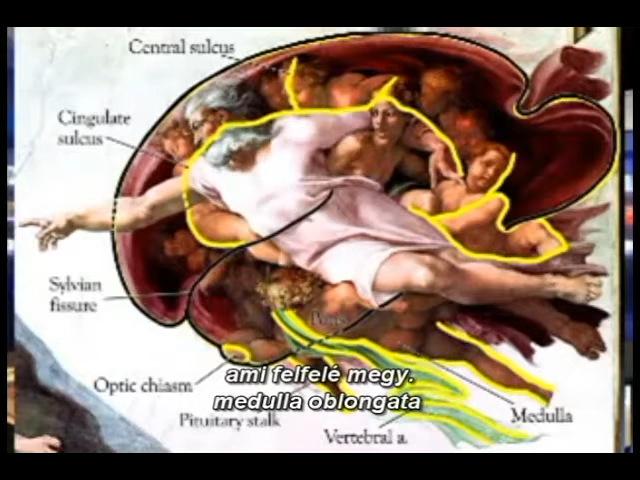 Central sulcus
Cingulate
sulcus
Sylvian
fissure
Pons
Optic chiasm
ami felfelé megy.
medulla oblongata
Pituitary stalk
Medulla
Vertebral a.